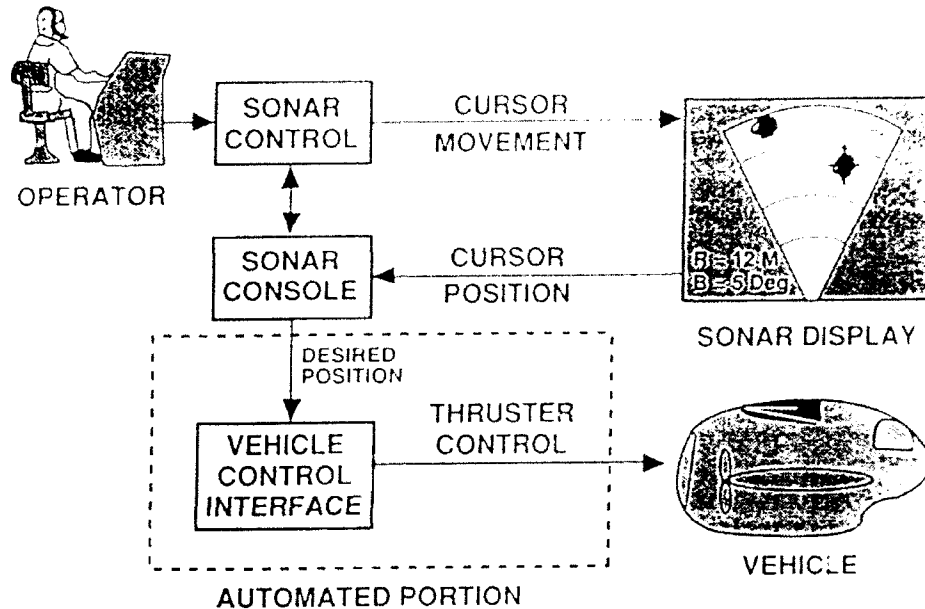 SONAR
CONTROL
CURSOR
MOVEMENT
OPERATOR
SONAR
CONSOLE
CURSOR
POSITION
R = 12 M
B = 5 Deg
SONAR DISPLAY
DESIRED
POSITION
VEHICLE
CONTROL
INTERFACE
THRUSTER
CONTROL
VEHICLE
AUTOMATED PORTION